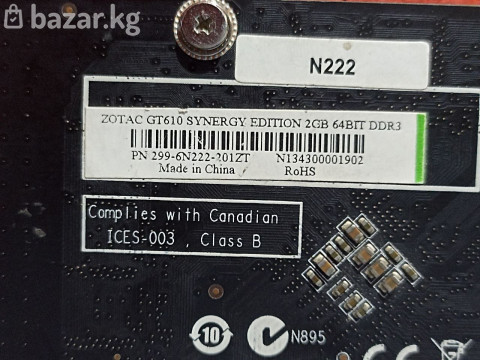 bazar.kg
N222
ZOTAC GT610 SYNERGY EDITION 2GB 64BIT DDR3
PN 299-6N222-201ZT N134300001902
Made in China RoHS
Complies with Canadian
ICES-003 , Class B
10 N895